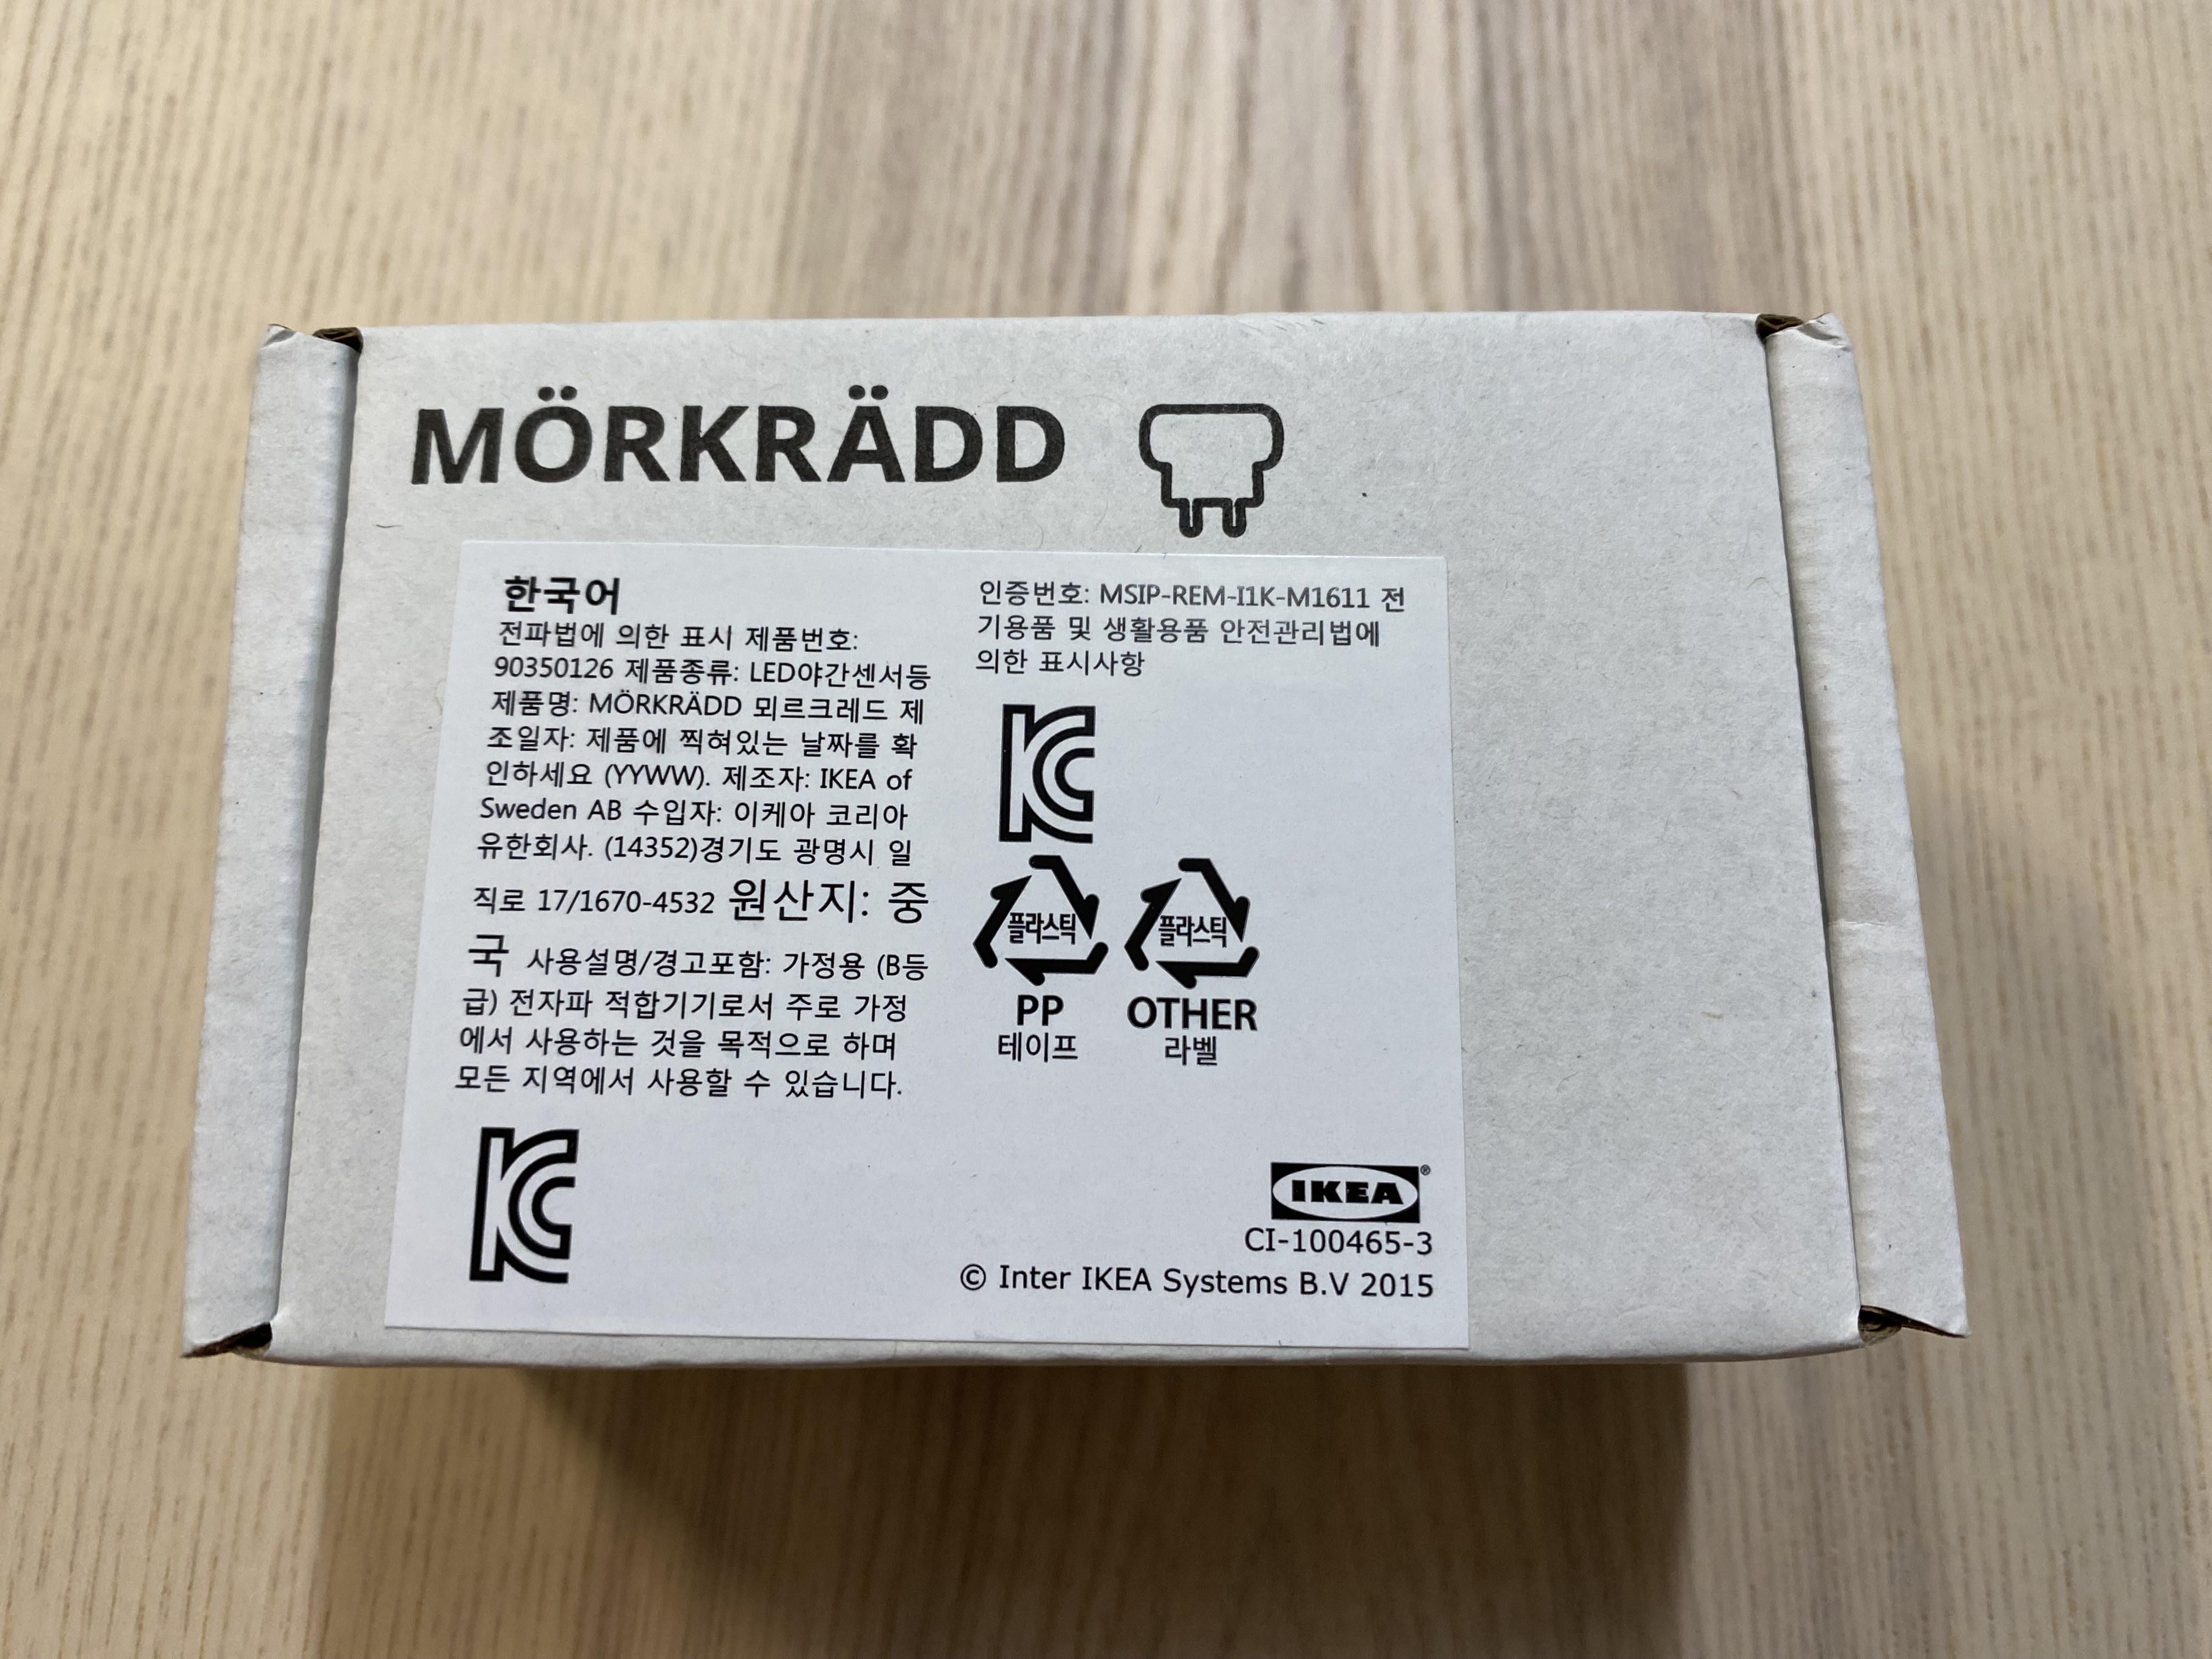 MÖRKRÄDD
한국어
전파법에 의한 표시 제품번호:
90350126 제품종류: LED야간센서등
제품명: MÖRKRÄDD 뫼르크레드 제
조일자: 제품에 찍혀있는 날짜를 확
인하세요 (YYWW). 제조자: IKEA of
Sweden AB 수입자: 이케아 코리아
유한회사. (14352)경기도 광명시 일
직로 17/1670-4532 원산지: 중
국 사용설명/경고포함: 가정용 (B등
급) 전자파 적합기기로서 주로 가정
에서 사용하는 것을 목적으로 하며
모든 지역에서 사용할 수 있습니다.
KC
인증번호: MSIP-REM-I1K-M1611 전
기용품 및 생활용품 안전관리법에
의한 표시사항
KC
플라스틱 플라스틱
PP OTHER
테이프 라벨
IKEA®
CI-100465-3
© Inter IKEA Systems B.V 2015